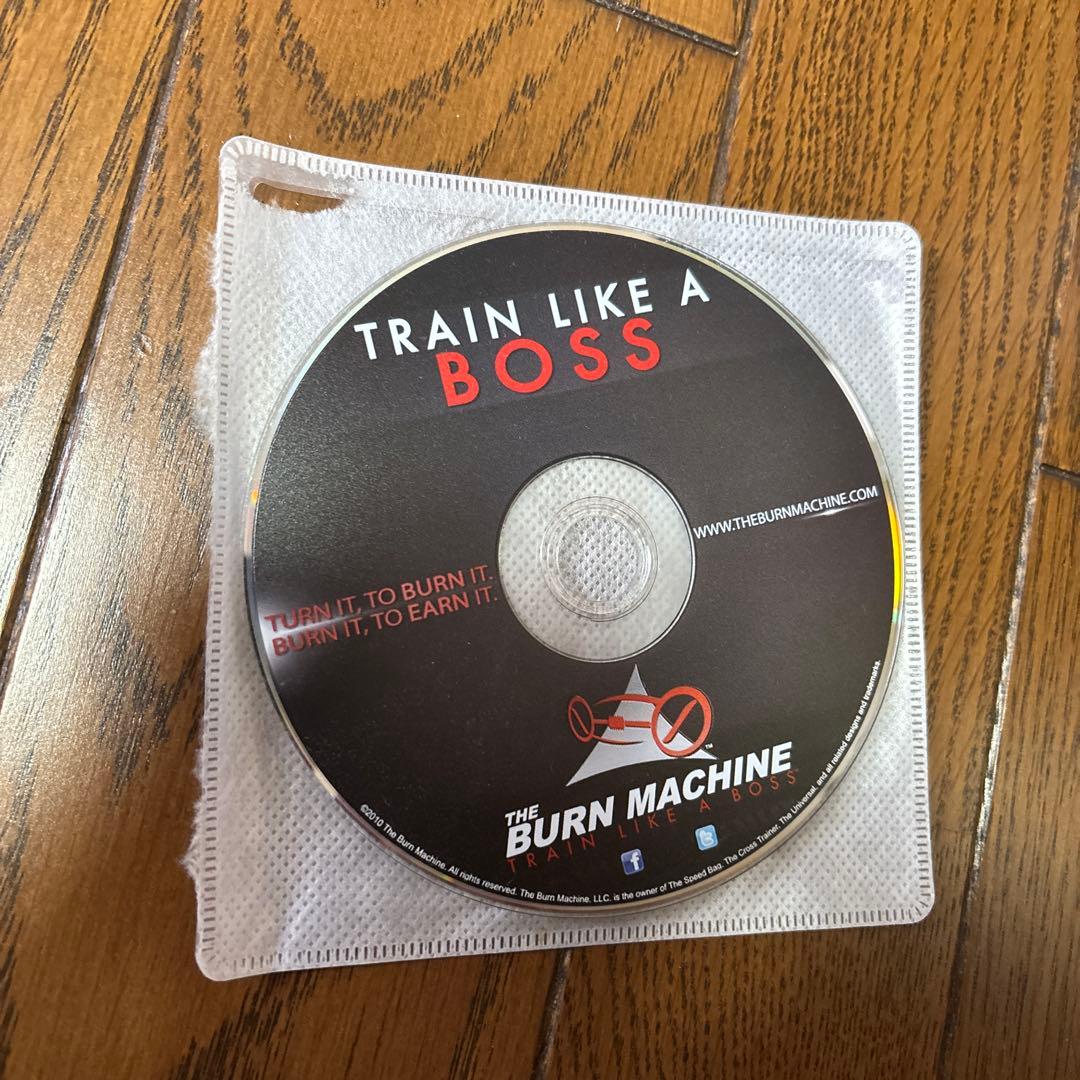 TRAIN LIKE A
BOSS
WWW.THEBURNMACHINE.COM
TURN IT, TO BURN IT.
BURN IT, TO EARN IT.
TM
THE
BURN MACHINE
TRAIN LIKE A BOSS
©2010 The Burn Machine. All rights reserved. The Burn Machine, LLC. is the owner of The Speed Bag, The Cross Trainer, The Universal, and all related designs and trademarks.